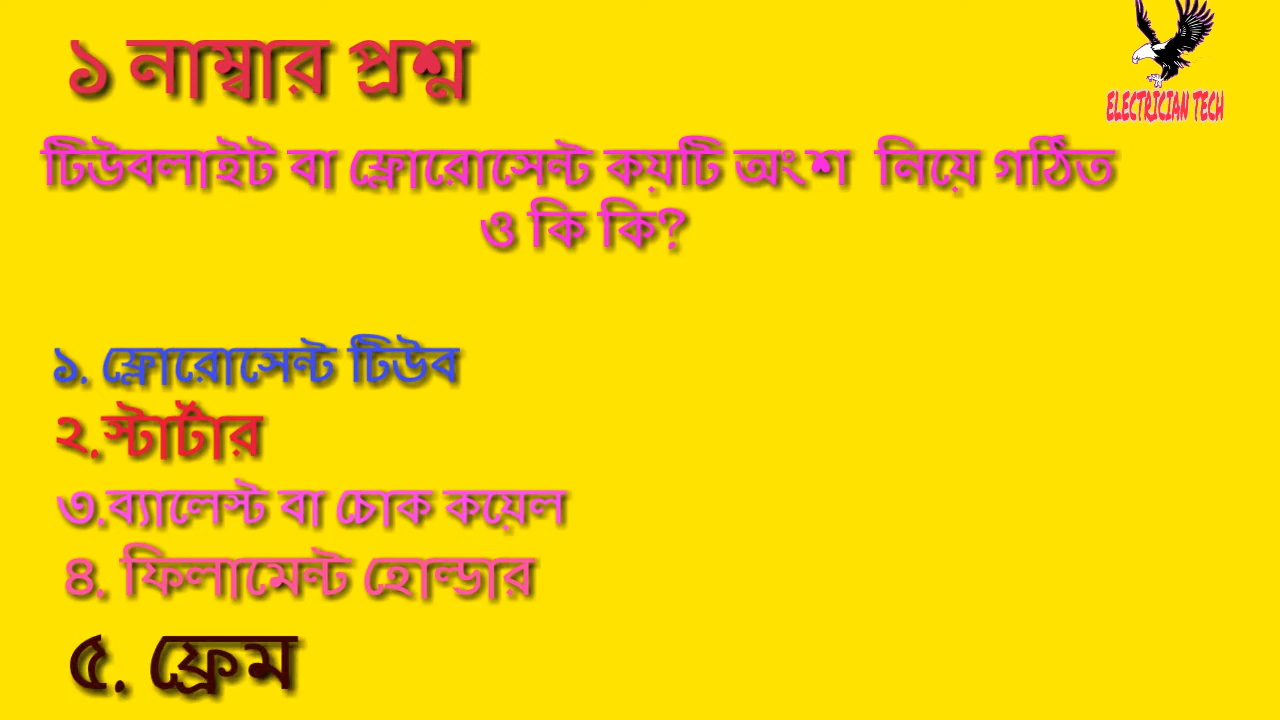 ১ নাম্বার প্রশ্ন
ELECTRICIAN TECH
টিউবলাইট বা ফ্লোরোসেন্ট কয়টি অংশ নিয়ে গঠিত
ও কি কি?
১. ফ্লোরোসেন্ট টিউব
২.স্টার্টার
৩.ব্যালেস্ট বা চোক কয়েল
৪. ফিলামেন্ট হোল্ডার
৫. ফ্রেম